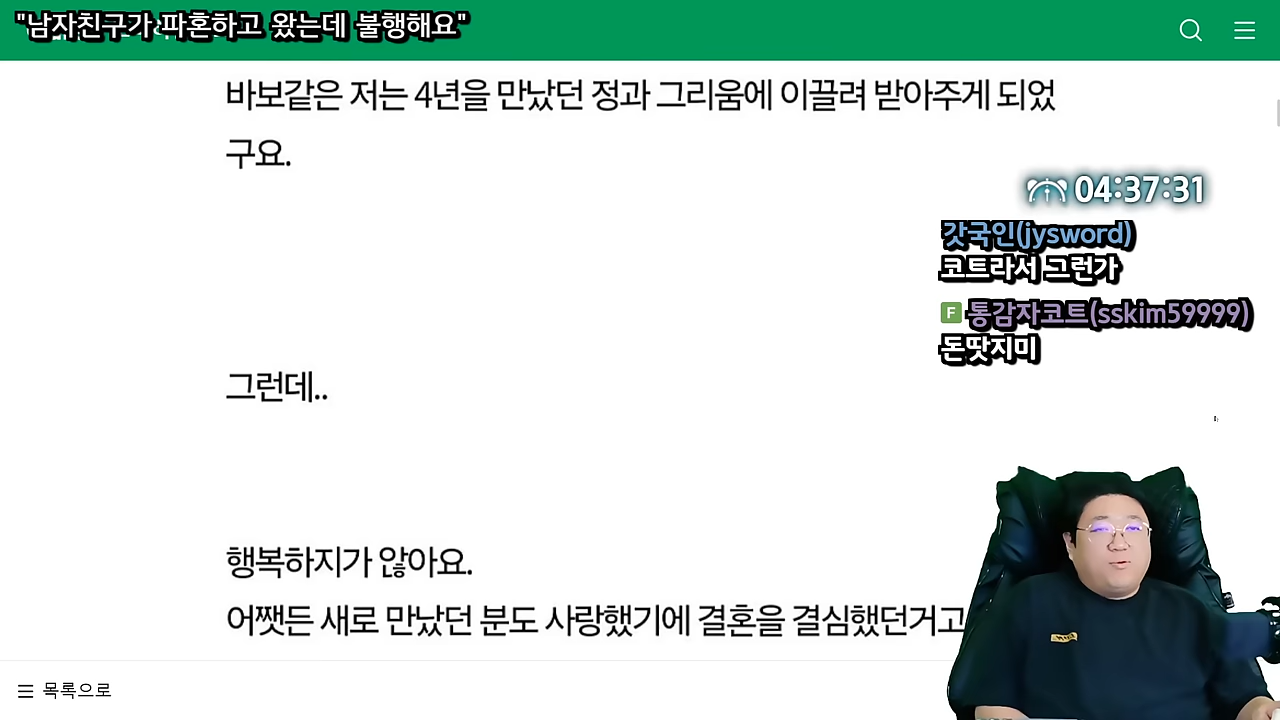 "남자친구가 파혼하고 왔는데 불행해요"
바보같은 저는 4년을 만났던 정과 그리움에 이끌려 받아주게 되었
구요.
04:37:31
갓국인(jysword)
코트라서 그런가
F 통감자코트(sskim59999)
돈땃지미
그런데..
행복하지가 않아요.
어쨋든 새로 만났던 분도 사랑했기에 결혼을 결심했던거고
목록으로